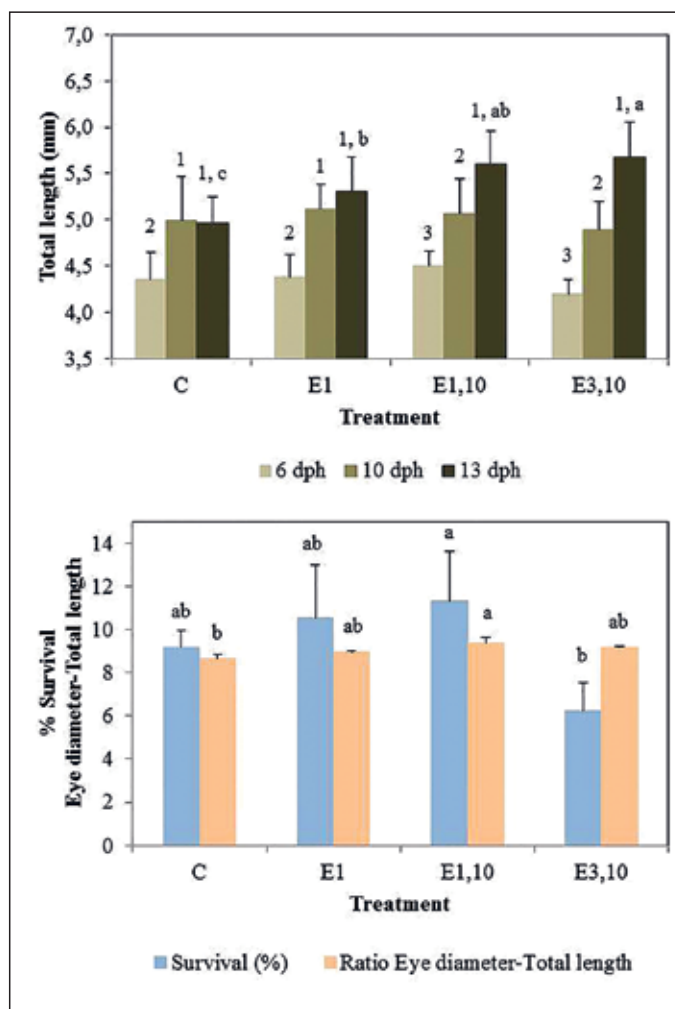 7,0
6,5
6,0
5,5
5,0
4,5
4,0
3,5
Total length (mm)
2 1 1, c
2 1 1, b
3 2 1, ab
3 2 1, a
C E1 E1,10 E3,10
Treatment
6 dph 10 dph 13 dph
14
12
10
8
6
4
2
0
% Survival
Eye diameter-Total length
ab b
ab ab
a a
b ab
C E1 E1,10 E3,10
Treatment
Survival (%) Ratio Eye diameter-Total length